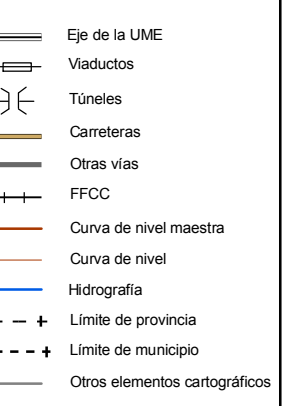 Eje de la UME
Viaductos
Túneles
Carreteras
Otras vías
FFCC
Curva de nivel maestra
Curva de nivel
Hidrografía
Límite de provincia
Límite de municipio
Otros elementos cartográficos